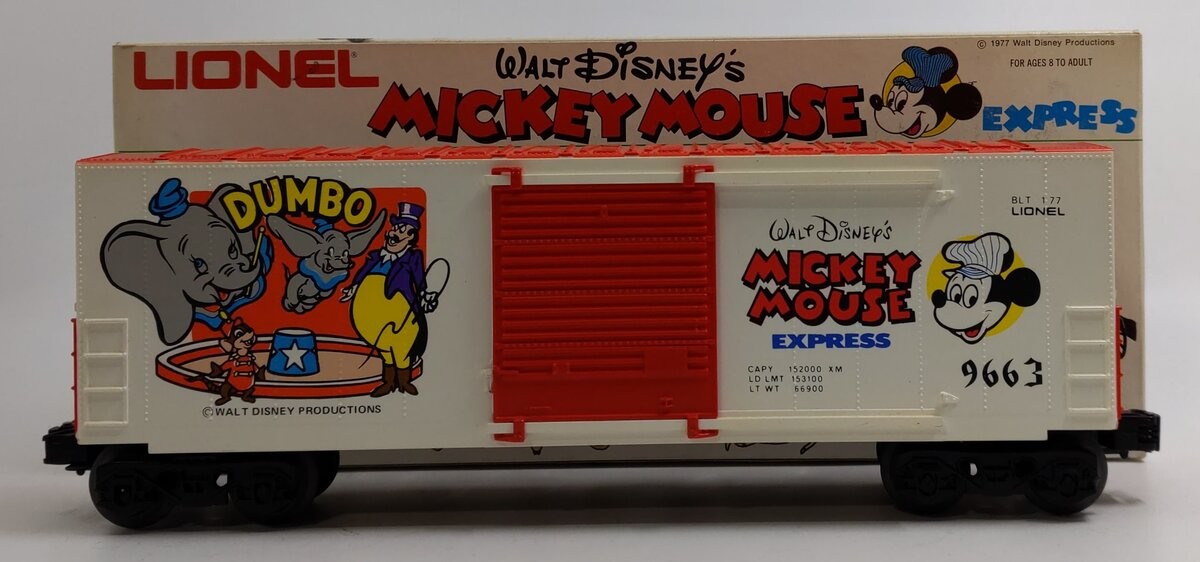 LIONEL
WALT DISNEY'S
MICKEY MOUSE
EXPRESS
© 1977 Walt Disney Productions
FOR AGES 8 TO ADULT
DUMBO
©WALT DISNEY PRODUCTIONS
BLT 1 77
LIONEL
WALT DISNEY'S
MICKEY
MOUSE
EXPRESS
CAPY 152000 XM
LD LMT 153100
LT WT 66900
9663